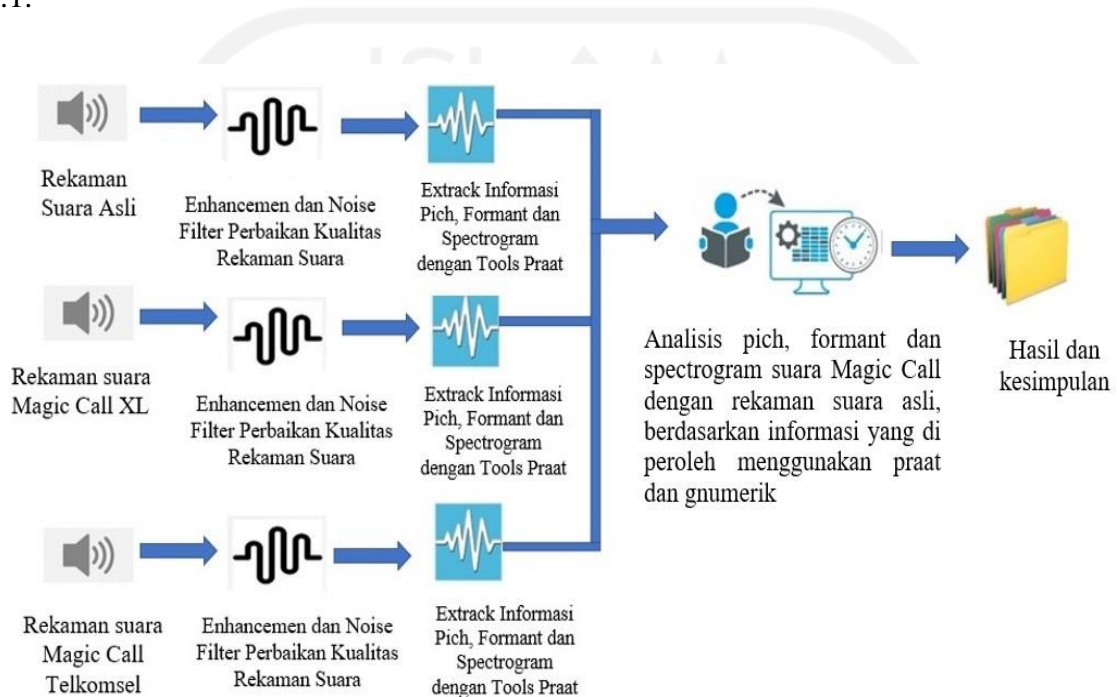 .1.
ISLAM
Rekaman
Suara Asli
Enhancemen dan Noise
Filter Perbaikan Kualitas
Rekaman Suara
Extrack Informasi
Pich, Formant dan
Spectrogram
dengan Tools Praat
Rekaman suara
Magic Call XL
Enhancemen dan Noise
Filter Perbaikan Kualitas
Rekaman Suara
Extrack Informasi
Pich, Formant dan
Spectrogram
dengan Tools Praat
Rekaman suara
Magic Call
Telkomsel
Enhancemen dan Noise
Filter Perbaikan Kualitas
Rekaman Suara
Extrack Informasi
Pich, Formant dan
Spectrogram
dengan Tools Praat
Analisis pich, formant dan
spectrogram suara Magic Call
dengan rekaman suara asli,
berdasarkan informasi yang di
peroleh menggunakan praat
dan gnumerik
Hasil dan
kesimpulan